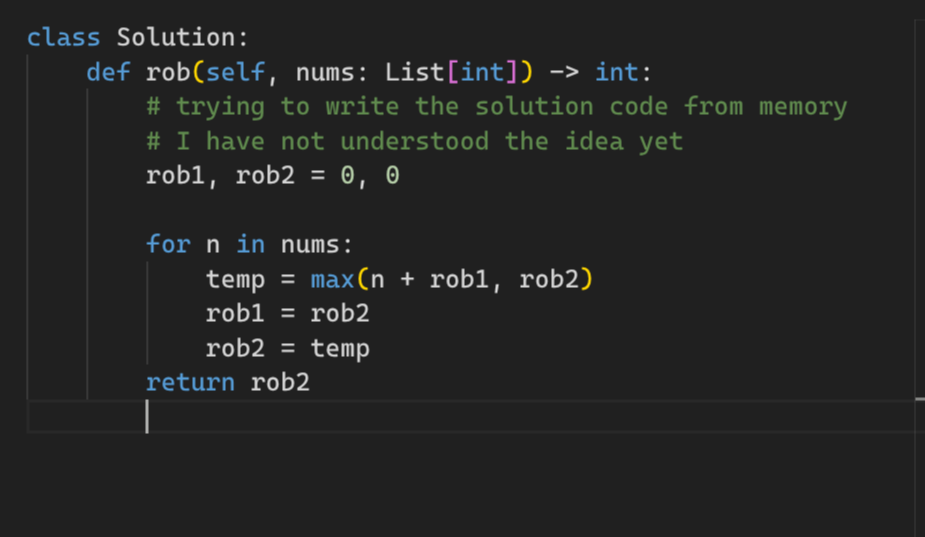 class Solution:
    def rob(self, nums: List[int]) -> int:
        # trying to write the solution code from memory
        # I have not understood the idea yet
        rob1, rob2 = 0, 0

        for n in nums:
            temp = max(n + rob1, rob2)
            rob1 = rob2
            rob2 = temp
        return rob2